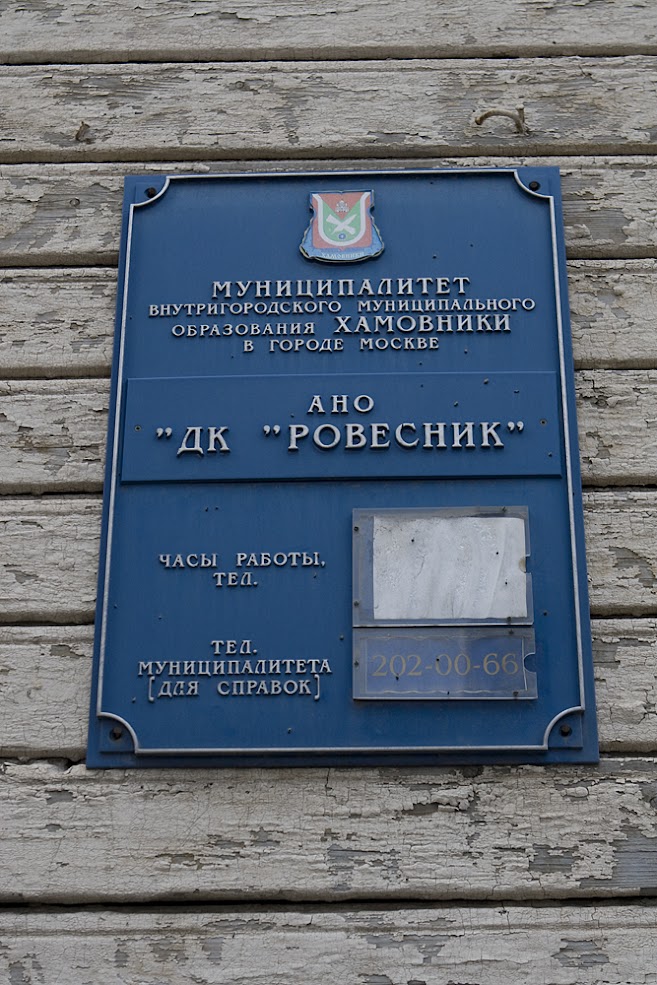 ХАМОВНИКИ
МУНИЦИПАЛИТЕТ
ВНУТРИГОРОДСКОГО МУНИЦИПАЛЬНОГО
ОБРАЗОВАНИЯ ХАМОВНИКИ
В ГОРОДЕ МОСКВЕ
АНО
"ДК "РОВЕСНИК"
ЧАСЫ РАБОТЫ,
ТЕЛ.
ТЕЛ.
МУНИЦИПАЛИТЕТА
[ДЛЯ СПРАВОК]
202-00-66